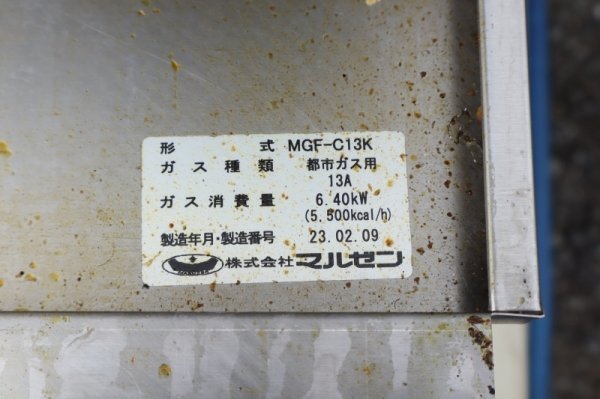 形 式 MGF-C13K
ガス種類 都市ガス用
13A
ガス消費量 6.40kW
(5.500kcal/h)
製造年月・製造番号 23.02.09
株式会社マルゼン